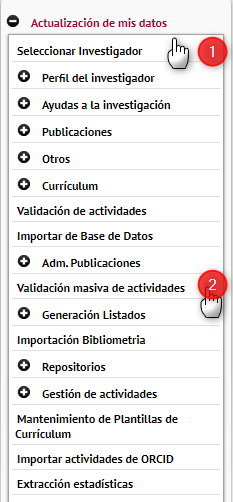 Actualización de mis datos
Seleccionar Investigador
1
Perfil del investigador
Ayudas a la investigación
Publicaciones
Otros
Currículum
Validación de actividades
Importar de Base de Datos
Adm. Publicaciones
Validación masiva de actividades
2
Generación Listados
Importación Bibliometria
Repositorios
Gestión de actividades
Mantenimiento de Plantillas de
Currículum
Importar actividades de ORCID
Extracción estadísticas